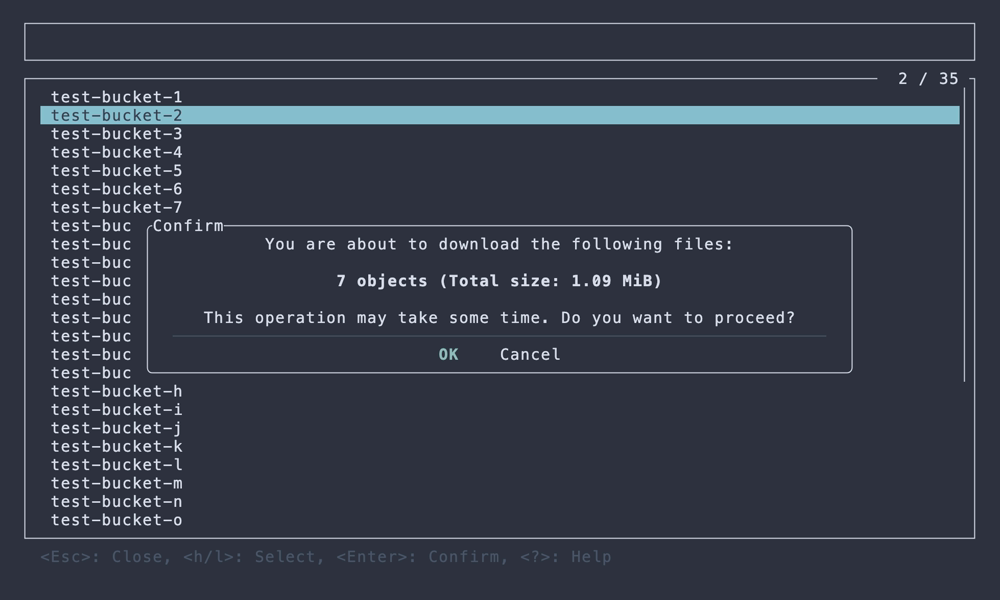 2 / 35
test-bucket-1
test-bucket-2
test-bucket-3
test-bucket-4
test-bucket-5
test-bucket-6
test-bucket-7
test-buc
test-buc
test-buc
test-buc
test-buc
test-buc
test-buc
test-buc
test-buc
Confirm
You are about to download the following files:
7 objects (Total size: 1.09 MiB)
This operation may take some time. Do you want to proceed?
OK Cancel
test-bucket-h
test-bucket-i
test-bucket-j
test-bucket-k
test-bucket-l
test-bucket-m
test-bucket-n
test-bucket-o
<Esc>: Close, <h/l>: Select, <Enter>: Confirm, <?>: Help